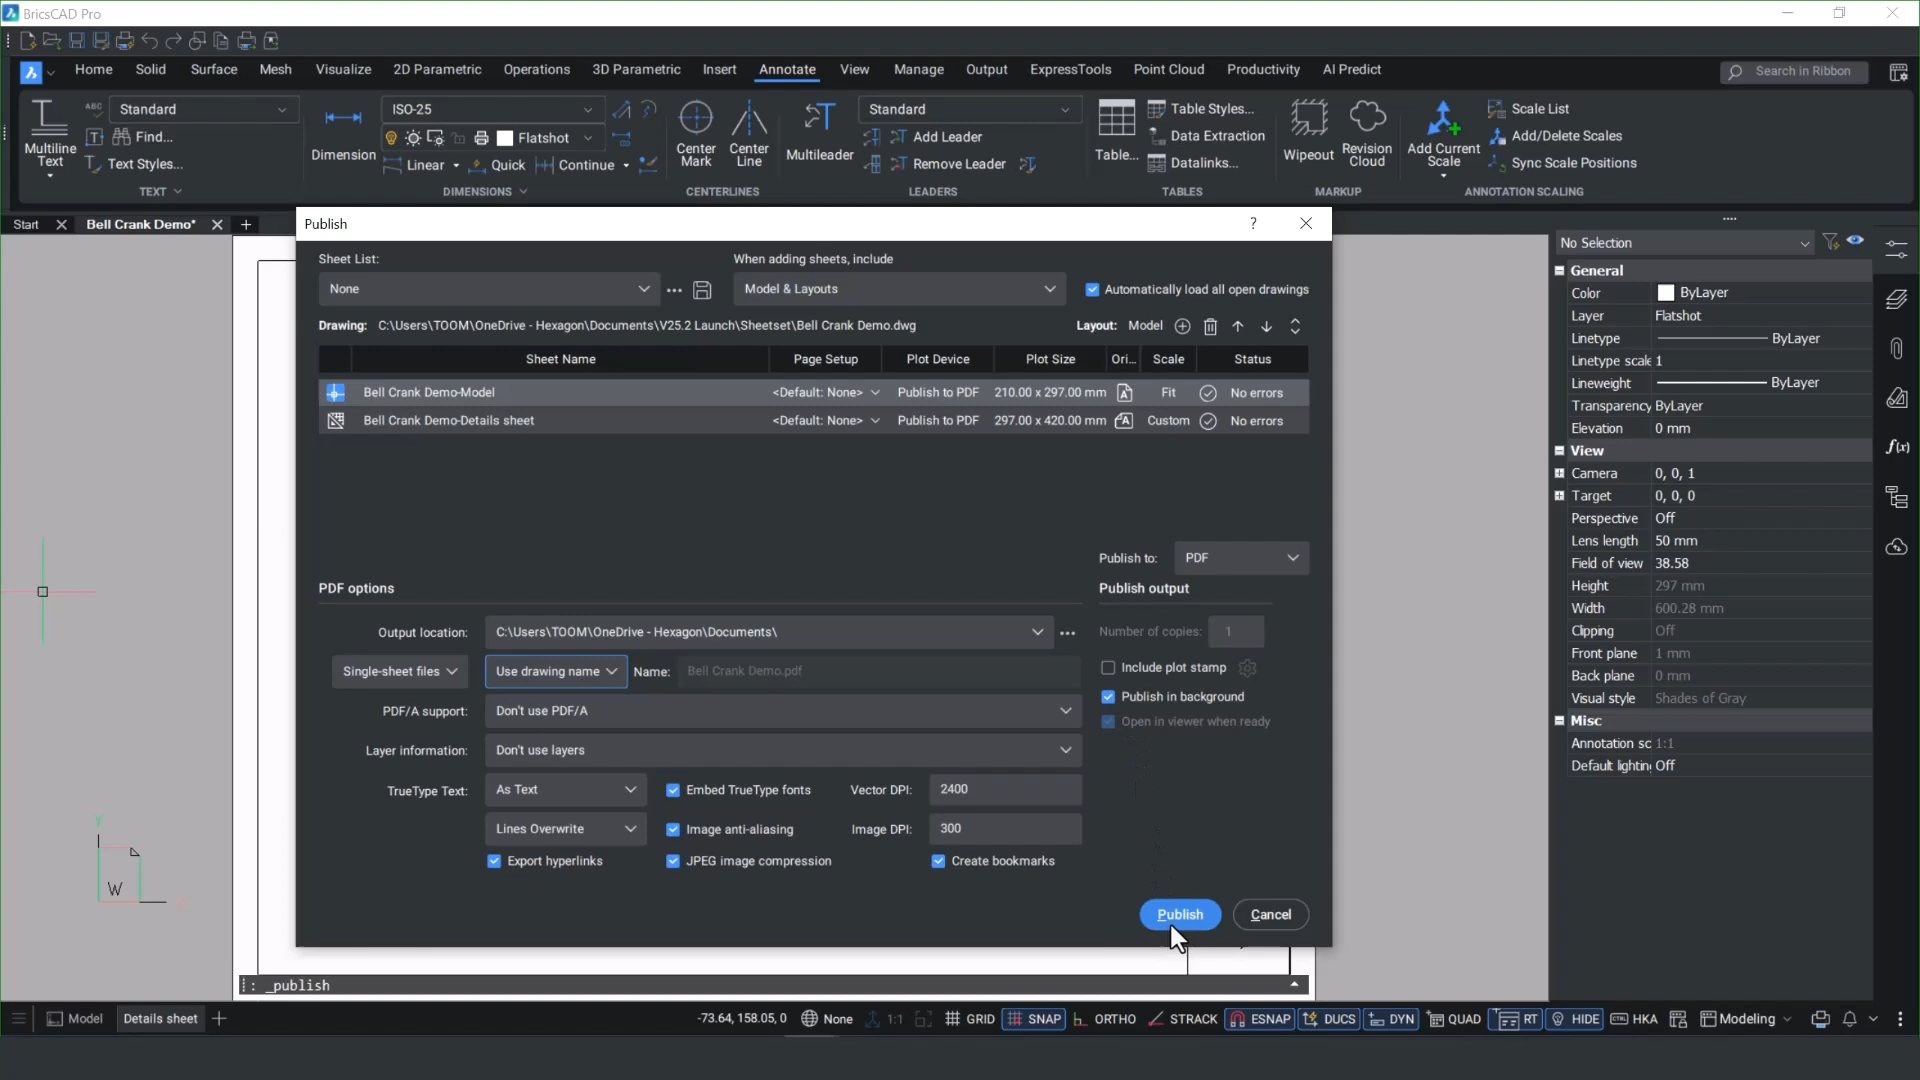 BricsCAD Pro
Home Solid Surface Mesh Visualize 2D Parametric Operations 3D Parametric Insert Annotate View Manage Output ExpressTools Point Cloud Productivity AI Predict Search in Ribbon
Multiline Text
ABC Standard
Find...
Text Styles...
TEXT
Dimension
ISO-25
Flatshot
Linear Quick Continue
DIMENSIONS
Center Mark
Center Line
CENTERLINES
Multileader
Standard
Add Leader
Remove Leader
LEADERS
Table...
Table Styles...
Data Extraction
Datalinks...
TABLES
Wipeout
Revision Cloud
MARKUP
Add Current Scale
Scale List
Add/Delete Scales
Sync Scale Positions
ANNOTATION SCALING
Start Bell Crank Demo*
Publish ?
Sheet List: When adding sheets, include
None Model & Layouts Automatically load all open drawings
Drawing: C:\Users\TOOM\OneDrive - Hexagon\Documents\V25.2 Launch\Sheetset\Bell Crank Demo.dwg Layout: Model
Sheet Name Page Setup Plot Device Plot Size Ori... Scale Status
Bell Crank Demo-Model <Default: None> Publish to PDF 210.00 x 297.00 mm A Fit No errors
Bell Crank Demo-Details sheet <Default: None> Publish to PDF 297.00 x 420.00 mm A Custom No errors
Publish to: PDF
PDF options Publish output
Output location: C:\Users\TOOM\OneDrive - Hexagon\Documents\ Number of copies: 1
Single-sheet files Use drawing name Name: Bell Crank Demo.pdf Include plot stamp
Publish in background
PDF/A support: Don't use PDF/A Open in viewer when ready
Layer information: Don't use layers
TrueType Text: As Text Embed TrueType fonts Vector DPI: 2400
Lines Overwrite Image anti-aliasing Image DPI: 300
Export hyperlinks JPEG image compression Create bookmarks
Publish Cancel
No Selection
General
Color ByLayer
Layer Flatshot
Linetype ByLayer
Linetype scale 1
Lineweight ByLayer
Transparency ByLayer
Elevation 0 mm
View
Camera 0, 0, 1
Target 0, 0, 0
Perspective Off
Lens length 50 mm
Field of view 38.58
Height 297 mm
Width 600.28 mm
Clipping Off
Front plane 1 mm
Back plane 0 mm
Visual style Shades of Gray
Misc
Annotation sc 1:1
Default lightin Off
f(x)
Y
W
: _publish
Model Details sheet -73.64, 158.05, 0 None 1:1 GRID SNAP ORTHO STRACK ESNAP DUCS DYN QUAD RT HIDE CTRL HKA Modeling